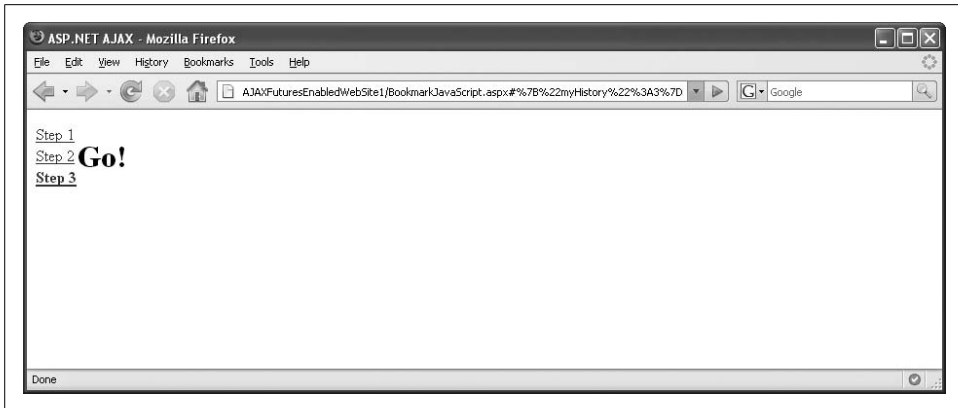 ASP.NET AJAX - Mozilla Firefox
File Edit View History Bookmarks Tools Help
AJAXFuturesEnabledWebSite1/BookmarkJavaScript.aspx#%7B%22myHistory%22%3A3%7D
G Google
Step 1
Step 2 Go!
Step 3
Done